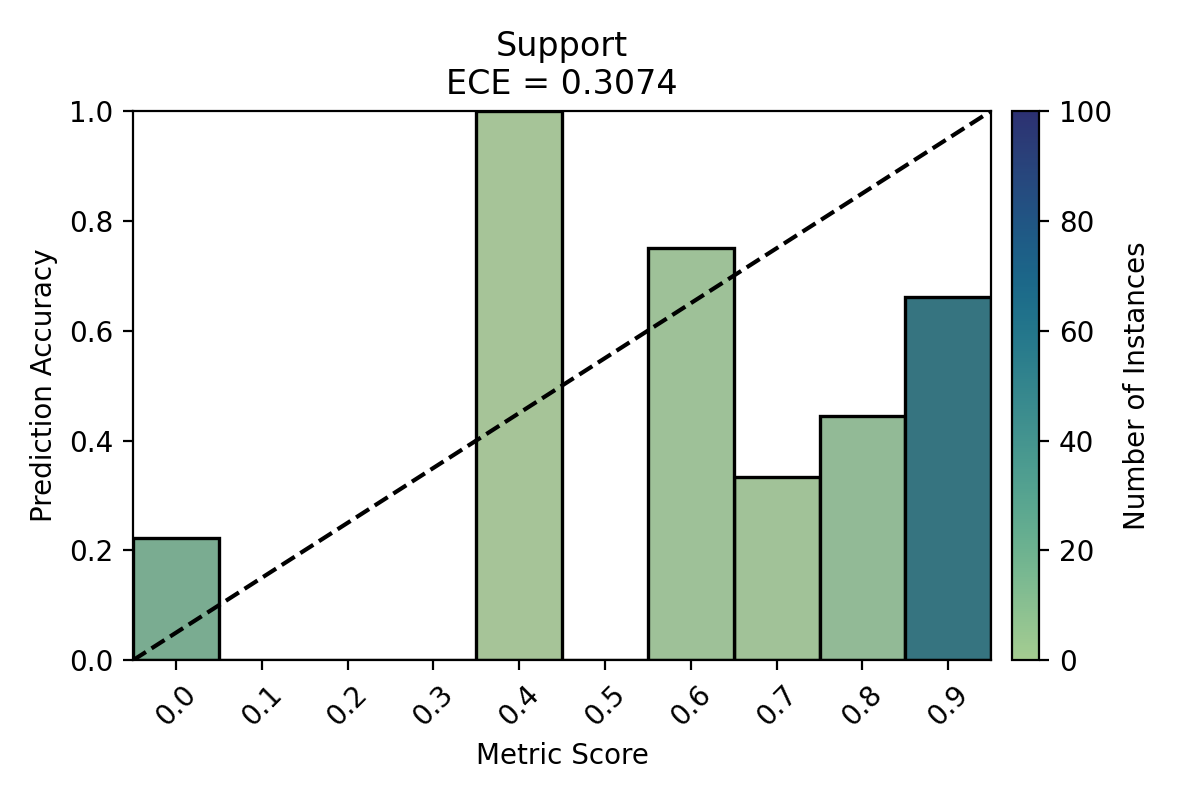 Support
ECE = 0.3074
1.0
0.8
0.6
0.4
0.2
0.0
Prediction Accuracy
0.0 0.1 0.2 0.3 0.4 0.5 0.6 0.7 0.8 0.9
Metric Score
100
80
60
40
20
0
Number of Instances